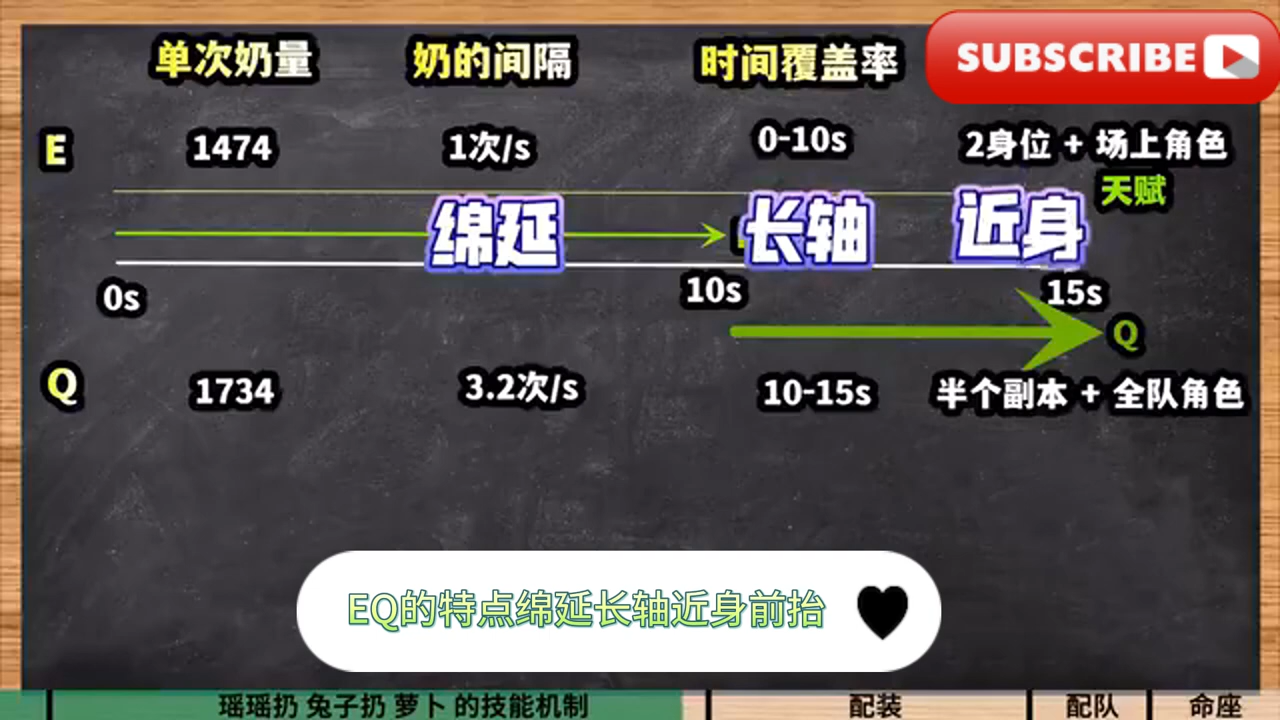 单次奶量 奶的间隔 时间覆盖率 SUBSCRIBE
E 1474 1次/s 0-10s 2身位 + 场上角色
天赋
绵延 长轴 近身
0s 10s 15s
Q
Q 1734 3.2次/s 10-15s 半个副本 + 全队角色
EQ的特点绵延长轴近身前抬
瑶瑶扔 兔子扔 萝卜 的技能机制 配装 配队 命座